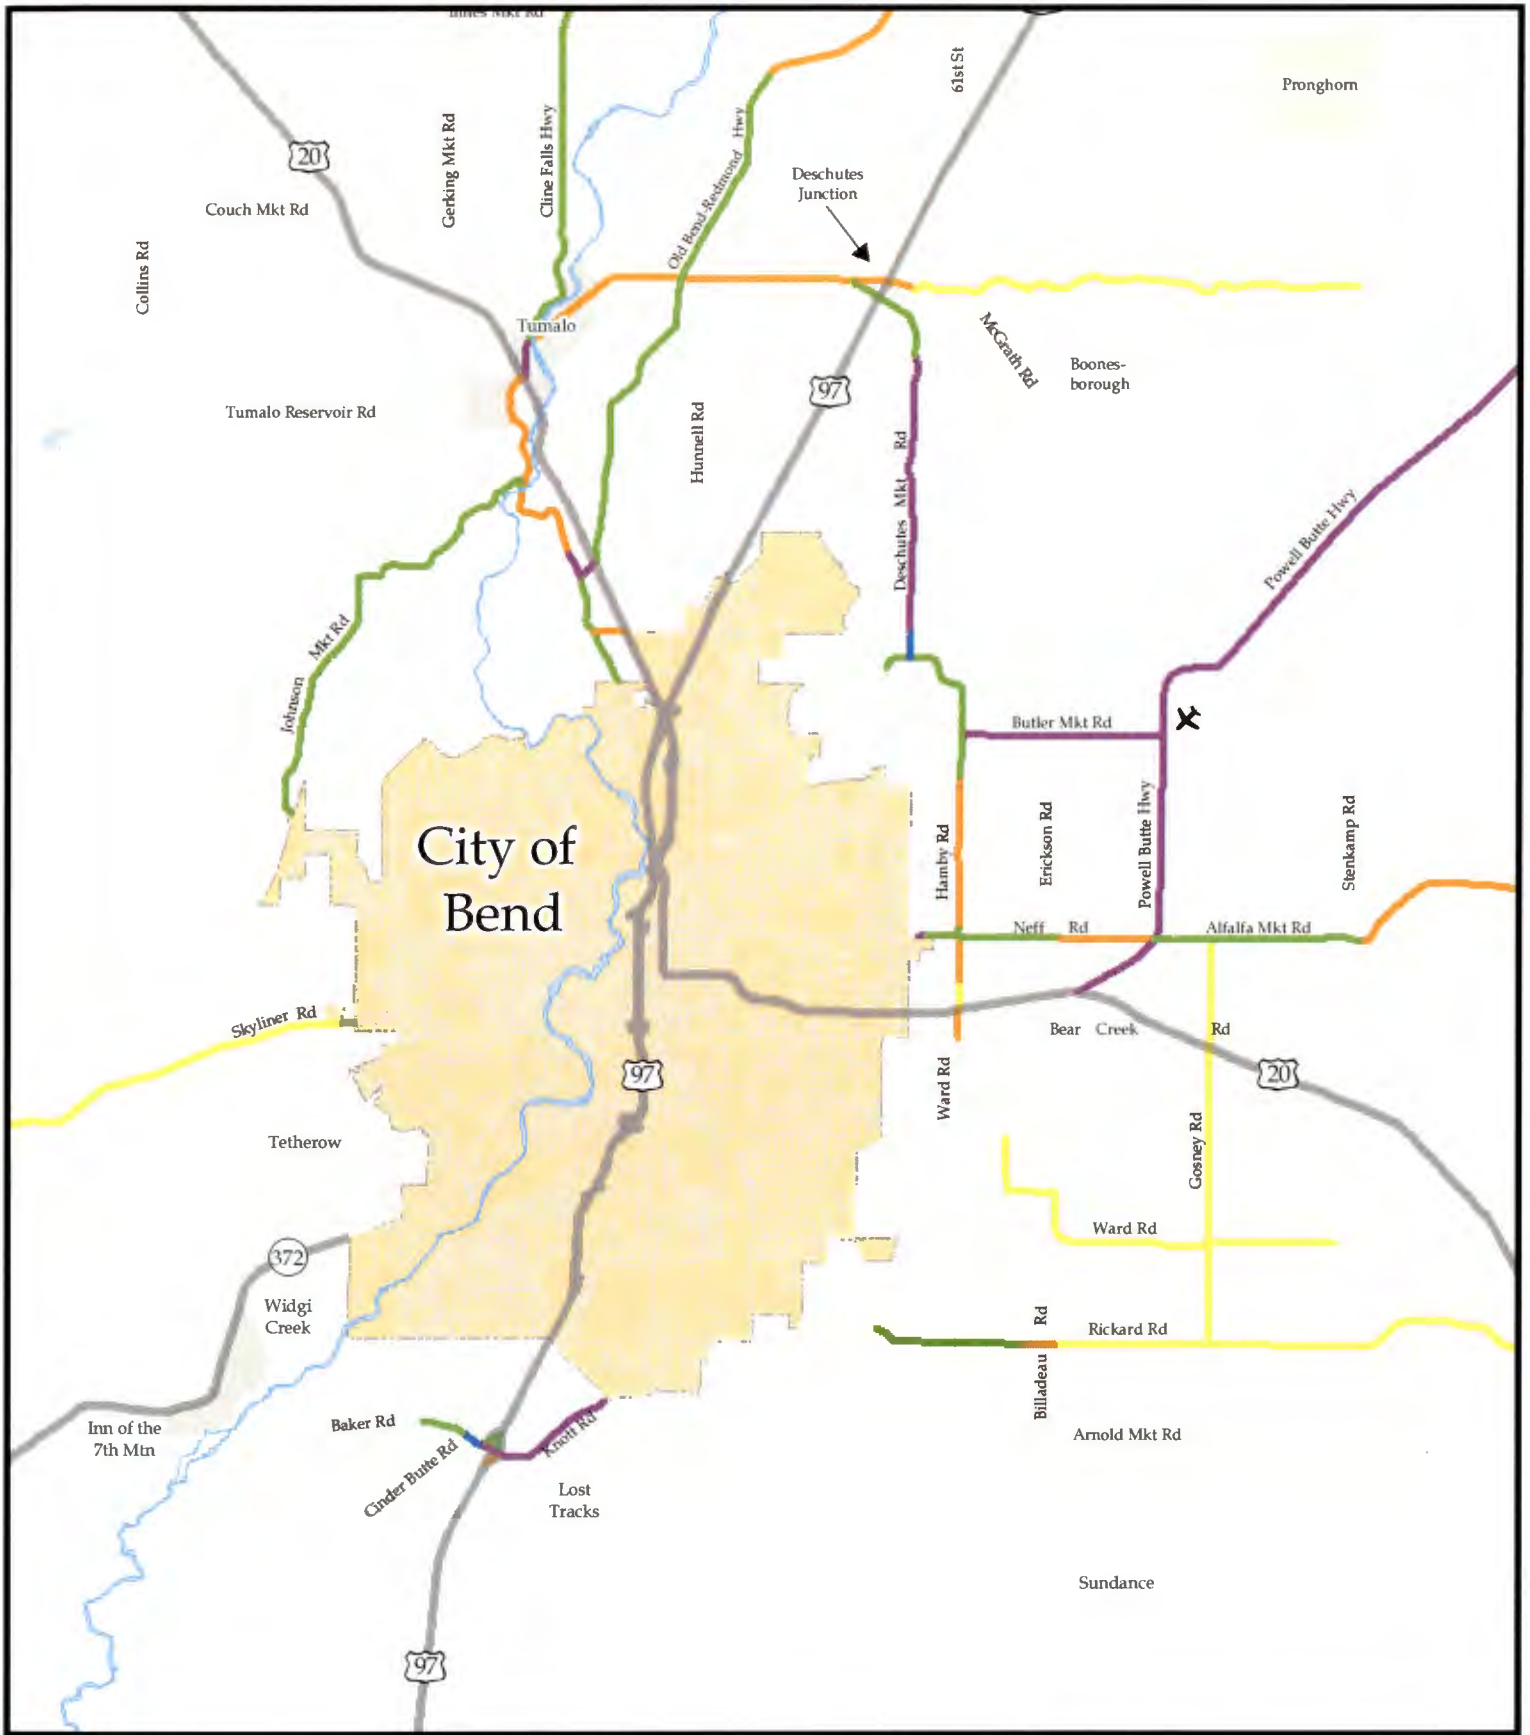 Innes Mkt Rd
61st St
Pronghorn
Cline Falls Hwy
Gerking Mkt Rd
Old Bend-Redmond Hwy
20
Deschutes
Junction
Couch Mkt Rd
Collins Rd
Tumalo
McGrath Rd
Boones-
borough
97
Tumalo Reservoir Rd
Hunnell Rd
Deschutes Mkt Rd
Powell Butte Hwy
Johnson Mkt Rd
Butler Mkt Rd
City of
Bend
Hamby Rd
Erickson Rd
Powell Butte Hwy
Stenkamp Rd
Neff Rd
Alfalfa Mkt Rd
Skyliner Rd
Bear Creek Rd
97
20
Ward Rd
Tetherow
Gosney Rd
Ward Rd
372
Widgi
Creek
Billadeau Rd
Rickard Rd
Inn of the
7th Mtn
Baker Rd
Cinder Butte Rd
Knott Rd
Arnold Mkt Rd
Lost
Tracks
Sundance
97